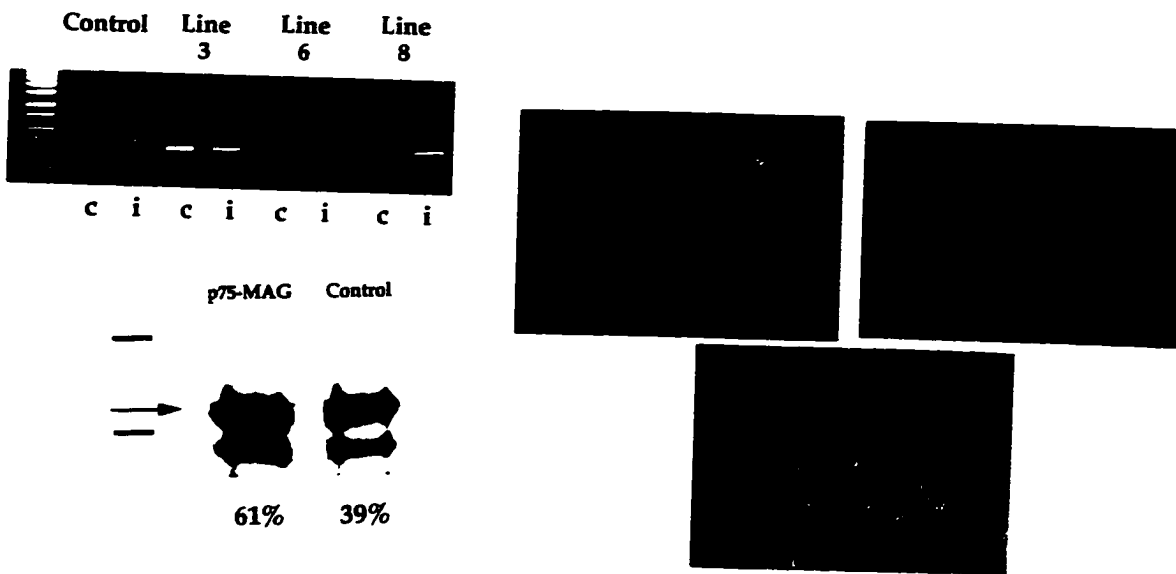 Control Line Line Line
3 6 8
c i c i c i c i
p75-MAG Control
61% 39%